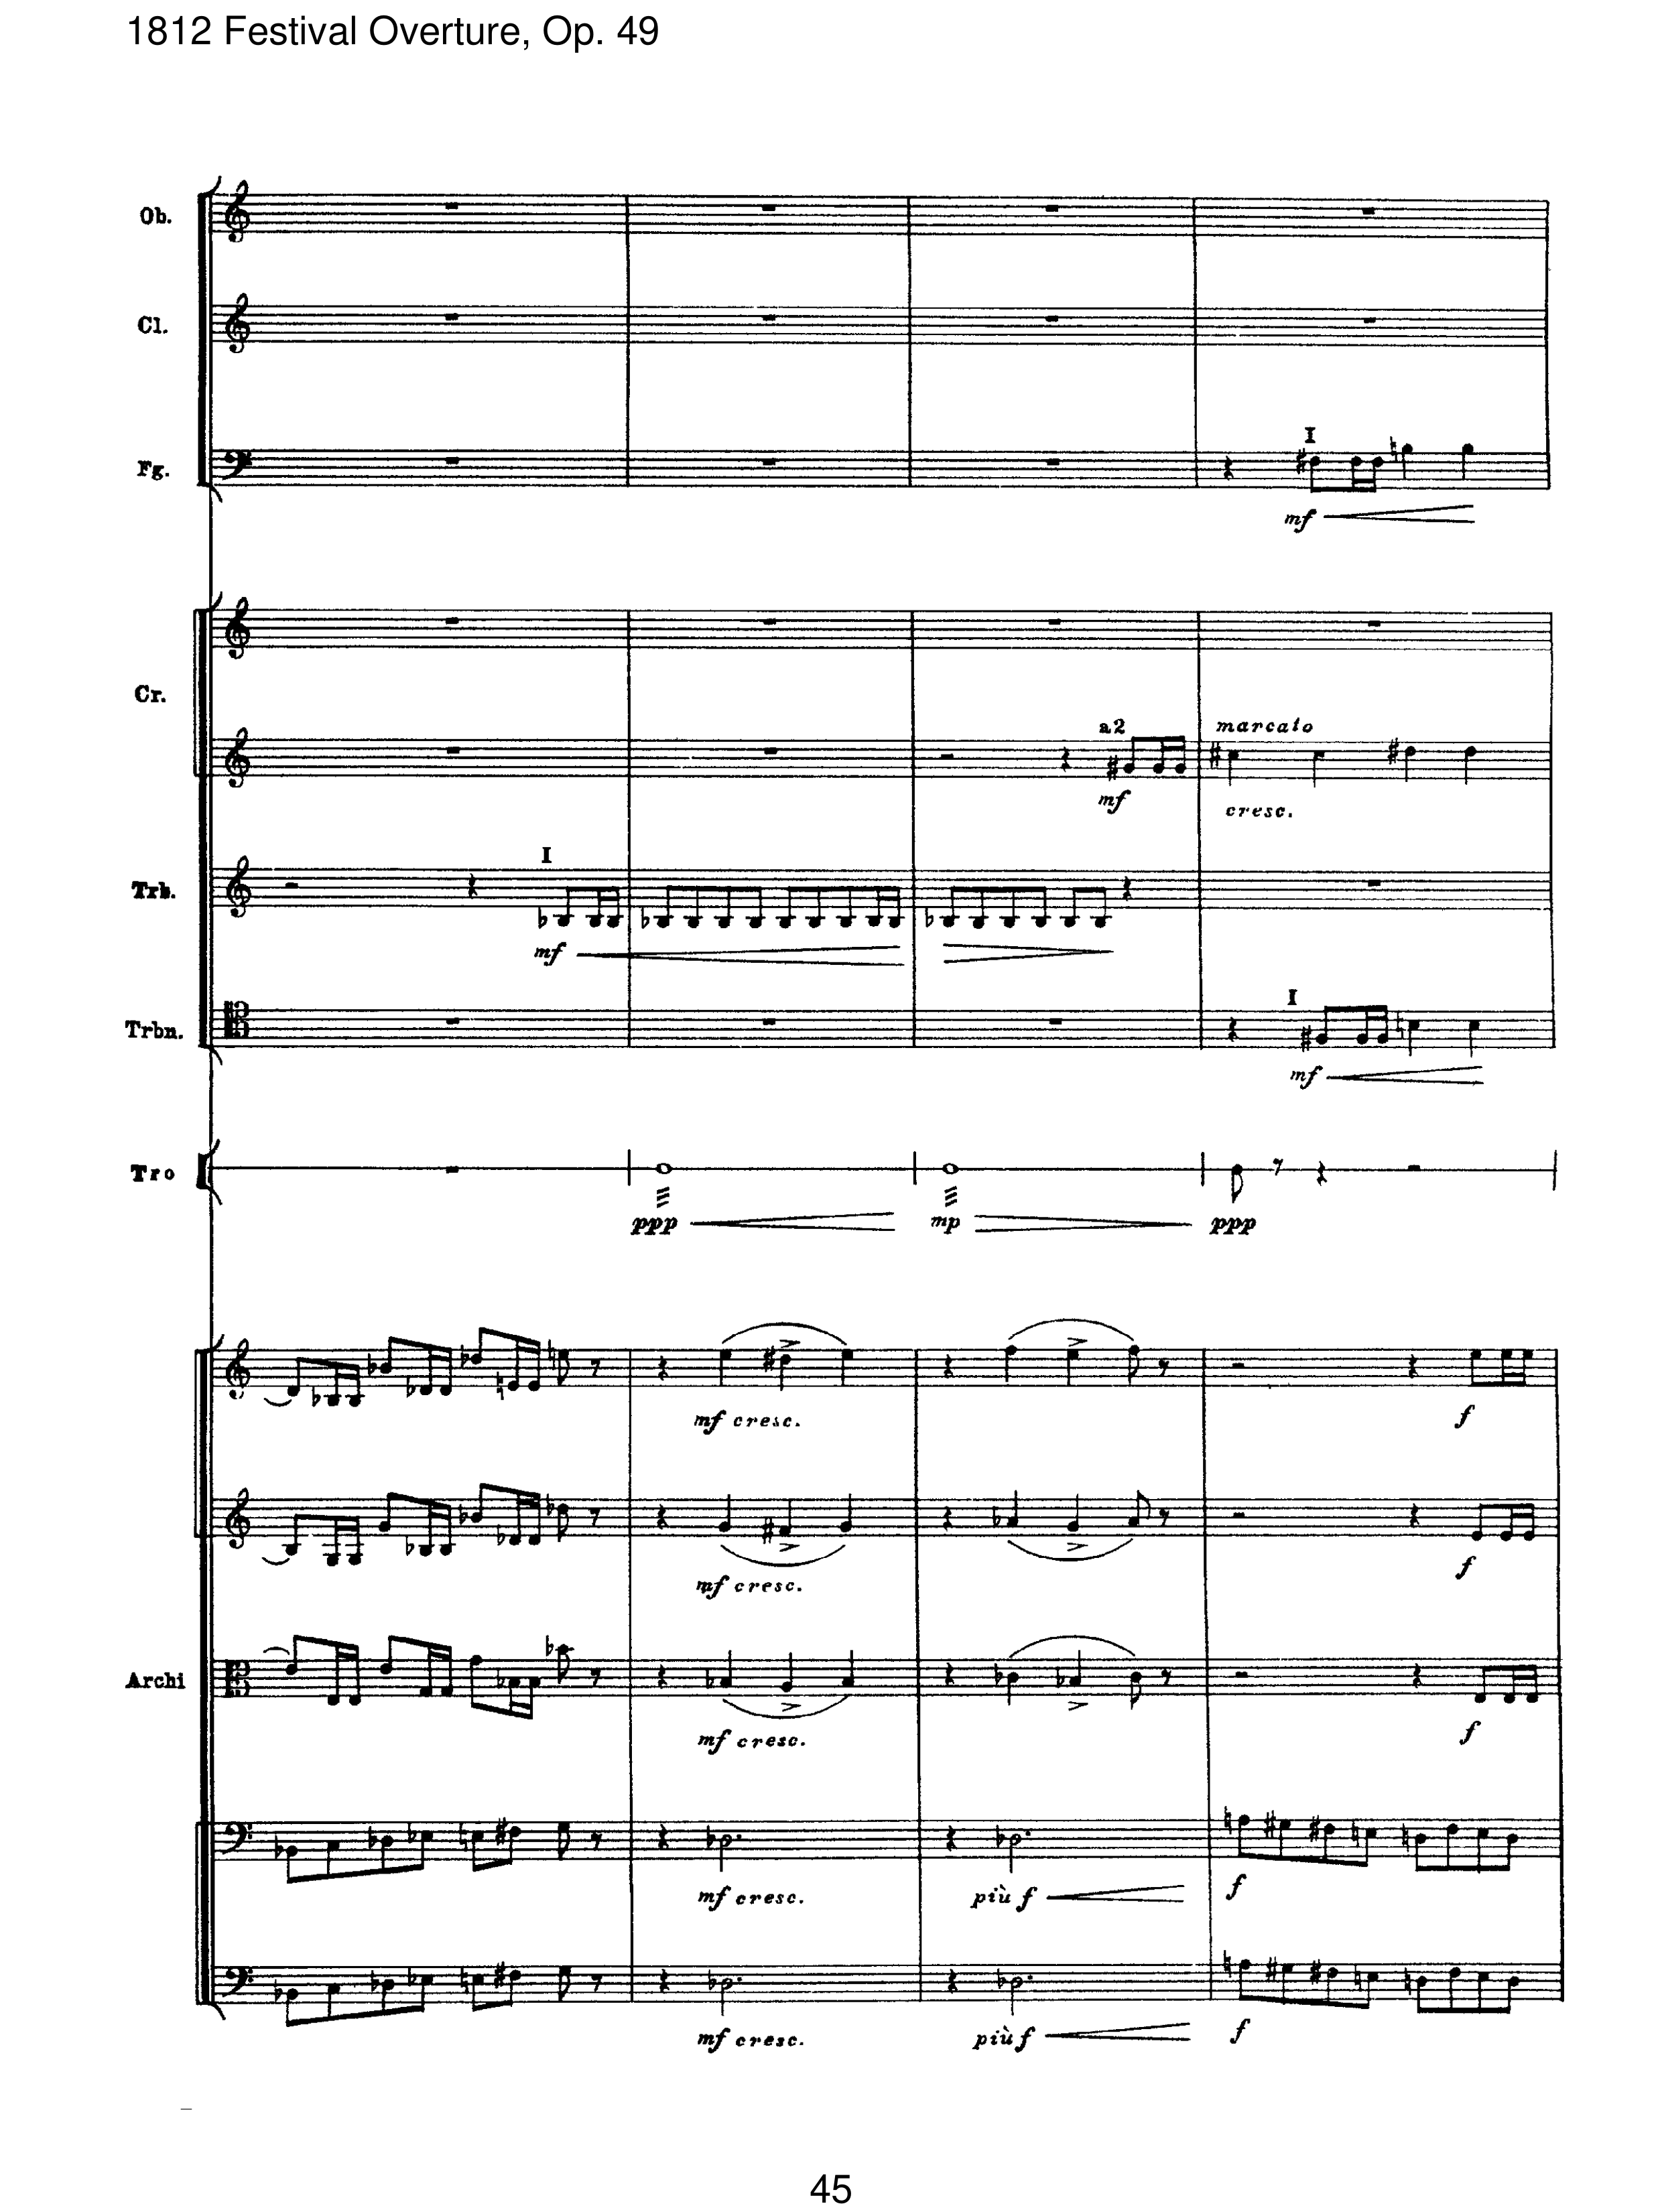 1812 Festival Overture, Op. 49
Ob.
Cl.
I
Fg.
mf
Cr.
a2 marcato
mf cresc.
I
Trb.
mf
I
Trbn.
mf
Tro
ppp mp ppp
mf cresc. f
mf cresc. f
Archi
mf cresc. f
mf cresc. più f f
mf cresc. più f f
45